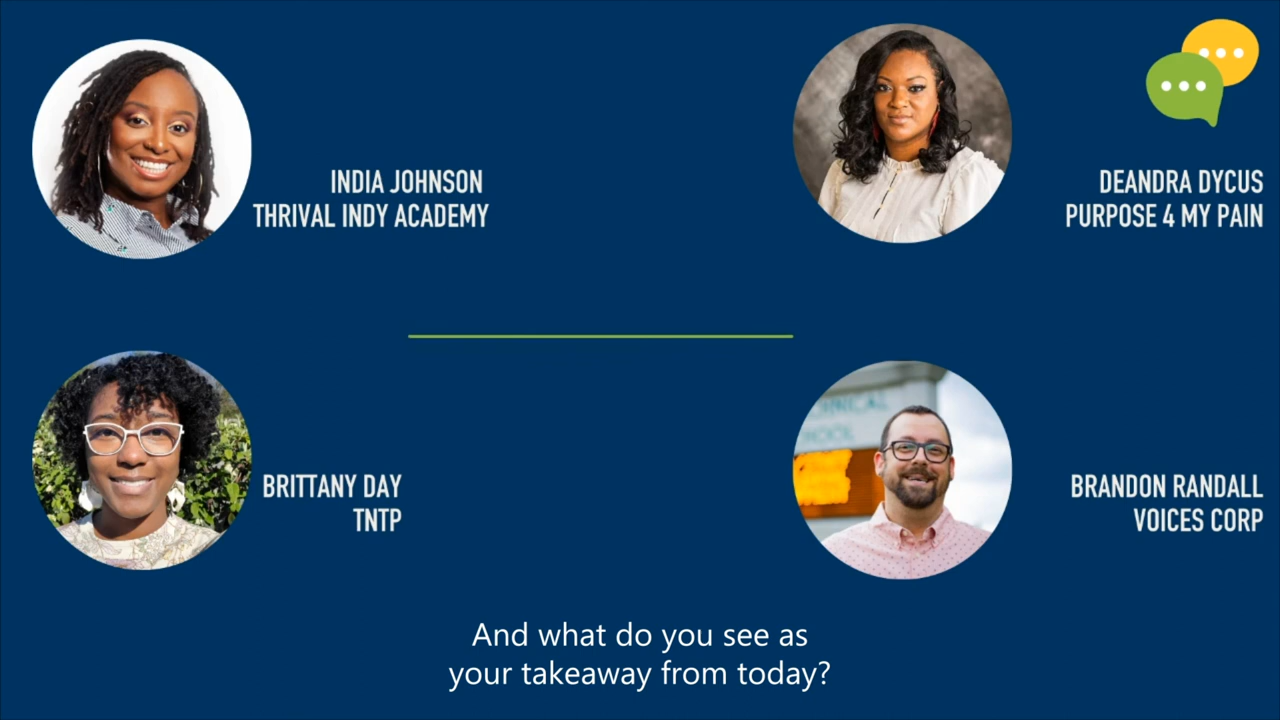 INDIA JOHNSON
THRIVAL INDY ACADEMY
DEANDRA DYCUS
PURPOSE 4 MY PAIN
BRITTANY DAY
TNTP
BRANDON RANDALL
VOICES CORP
And what do you see as
your takeaway from today?